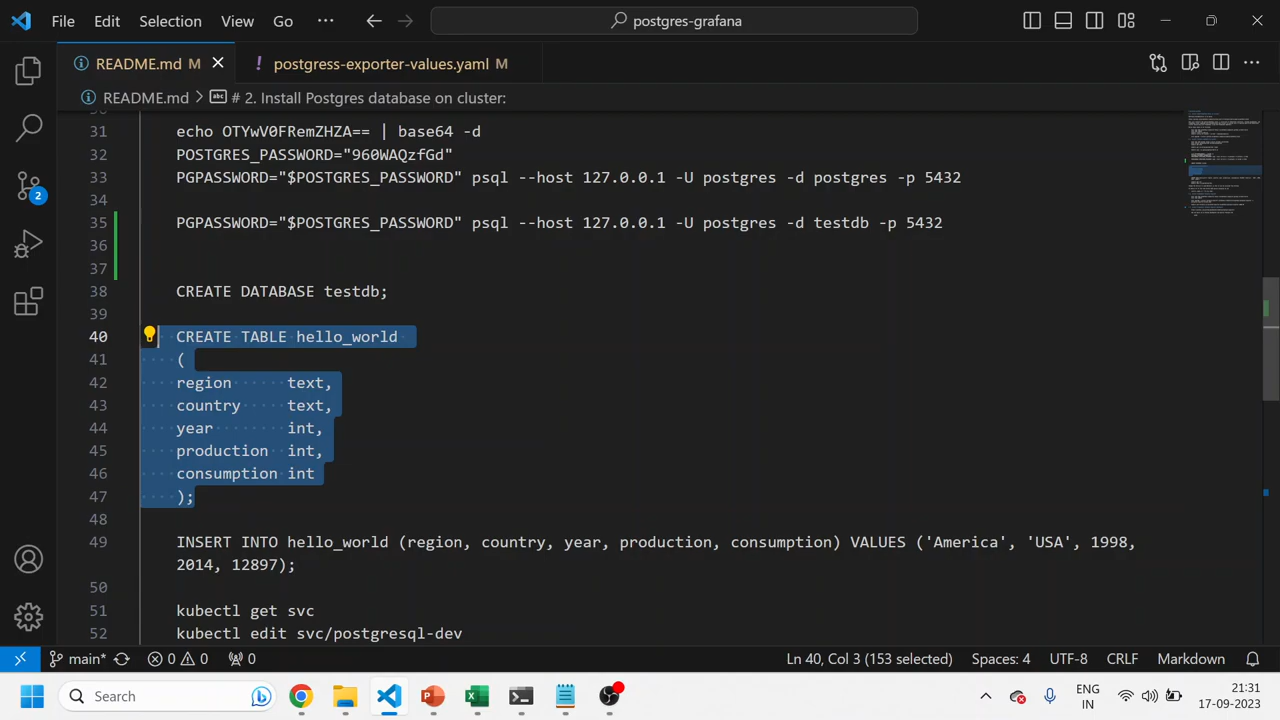 File Edit Selection View Go ··· postgres-grafana
README.md M postgress-exporter-values.yaml M
README.md > # 2. Install Postgres database on cluster:
31 echo OTYwV0FRemZHZA== | base64 -d
32 POSTGRES_PASSWORD="960WAQzfGd"
33 PGPASSWORD="$POSTGRES_PASSWORD" psql --host 127.0.0.1 -U postgres -d postgres -p 5432
34
35 PGPASSWORD="$POSTGRES_PASSWORD" psql --host 127.0.0.1 -U postgres -d testdb -p 5432
36
37
38 CREATE DATABASE testdb;
39
40 CREATE TABLE hello_world
41 (
42 region text,
43 country text,
44 year int,
45 production int,
46 consumption int
47 );
48
49 INSERT INTO hello_world (region, country, year, production, consumption) VALUES ('America', 'USA', 1998,
2014, 12897);
50
51 kubectl get svc
52 kubectl edit svc/postgresql-dev
2
main* 0 0 0 Ln 40, Col 3 (153 selected) Spaces: 4 UTF-8 CRLF Markdown
Search ENG IN 21:31 17-09-2023